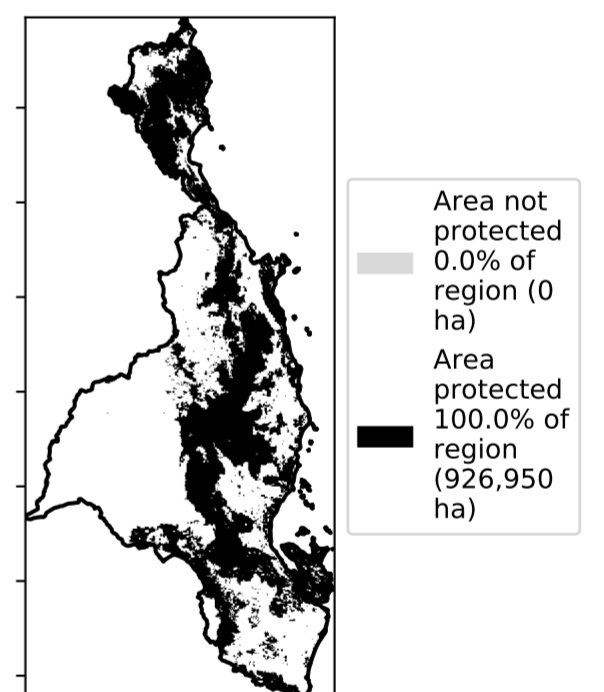 Area not
protected
0.0% of
region (0
ha)
Area
protected
100.0% of
region
(926,950
ha)